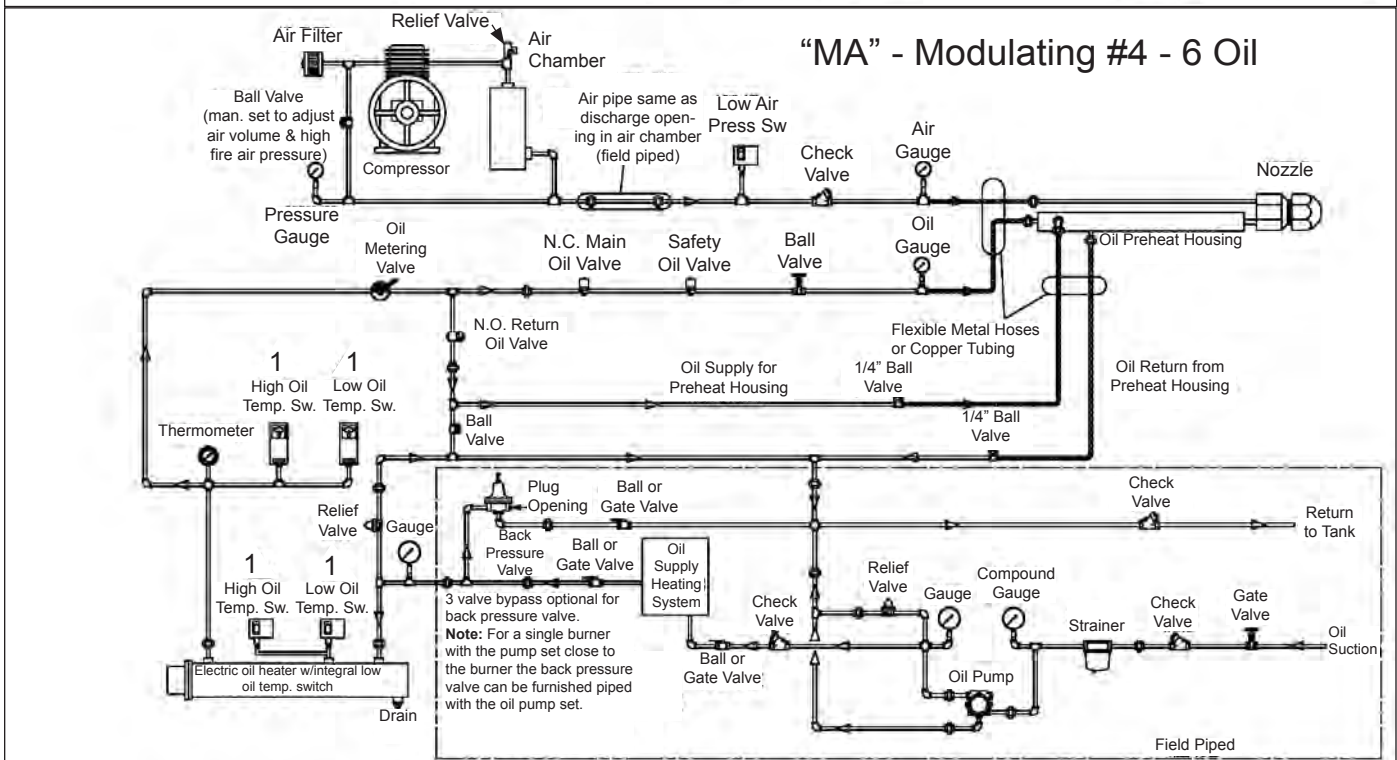 "MA" - Modulating #4 - 6 Oil
Relief Valve
Air Filter
Air
Chamber
Ball Valve
(man. set to adjust
air volume & high
fire air pressure)
Compressor
Air pipe same as
discharge open-
ing in air chamber
(field piped)
Low Air
Press Sw
Check
Valve
Air
Gauge
Nozzle
Pressure
Gauge
Oil
Metering
Valve
N.C. Main
Oil Valve
Safety
Oil Valve
Ball
Valve
Oil
Gauge
Oil Preheat Housing
N.O. Return
Oil Valve
Flexible Metal Hoses
or Copper Tubing
1
High Oil
Temp. Sw.
1
Low Oil
Temp. Sw.
Oil Supply for
Preheat Housing
1/4" Ball
Valve
Oil Return from
Preheat Housing
Thermometer
Ball
Valve
1/4" Ball
Valve
Relief
Valve
Gauge
Plug
Opening
Back
Pressure
Valve
Ball or
Gate Valve
Check
Valve
Return
to Tank
Ball or
Gate Valve
Oil
Supply
Heating
System
Relief
Valve
Gauge
Compound
Gauge
1
High Oil
Temp. Sw.
1
Low Oil
Temp. Sw.
3 valve bypass optional for
back pressure valve.
Note: For a single burner
with the pump set close to
the burner the back pressure
valve can be furnished piped
with the oil pump set.
Check
Valve
Strainer
Check
Valve
Gate
Valve
Oil
Suction
Ball or
Gate Valve
Oil Pump
Electric oil heater w/integral low
oil temp. switch
Drain
Field Piped